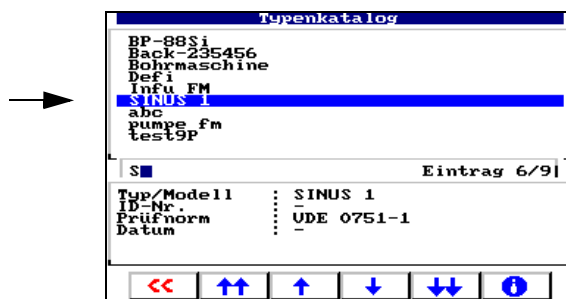 Typenkatalog
BP-88Si
Back-235456
Bohrmaschine
Defi
Infu FM
SINUS 1
abc
pumpe fm
test9P
S
Eintrag 6/9
Typ/Modell : SINUS 1
ID-Nr. : –
Prüfnorm : VDE 0751-1
Datum : –
<<